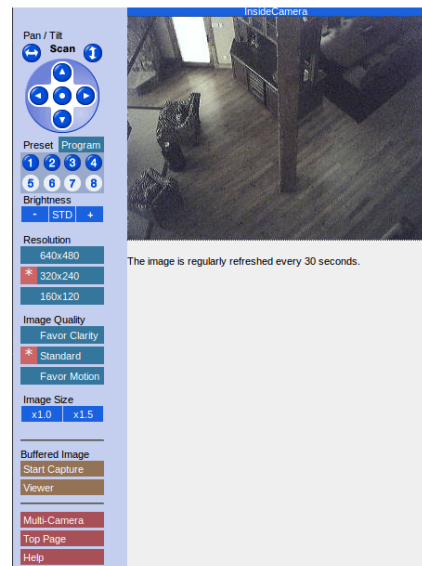 InsideCamera
Pan / Tilt
Scan
Preset Program
1 2 3 4
5 6 7 8
Brightness
- STD +
Resolution
640x480
* 320x240
160x120
Image Quality
Favor Clarity
* Standard
Favor Motion
Image Size
x1.0 x1.5
Buffered Image
Start Capture
Viewer
Multi-Camera
Top Page
Help
The image is regularly refreshed every 30 seconds.